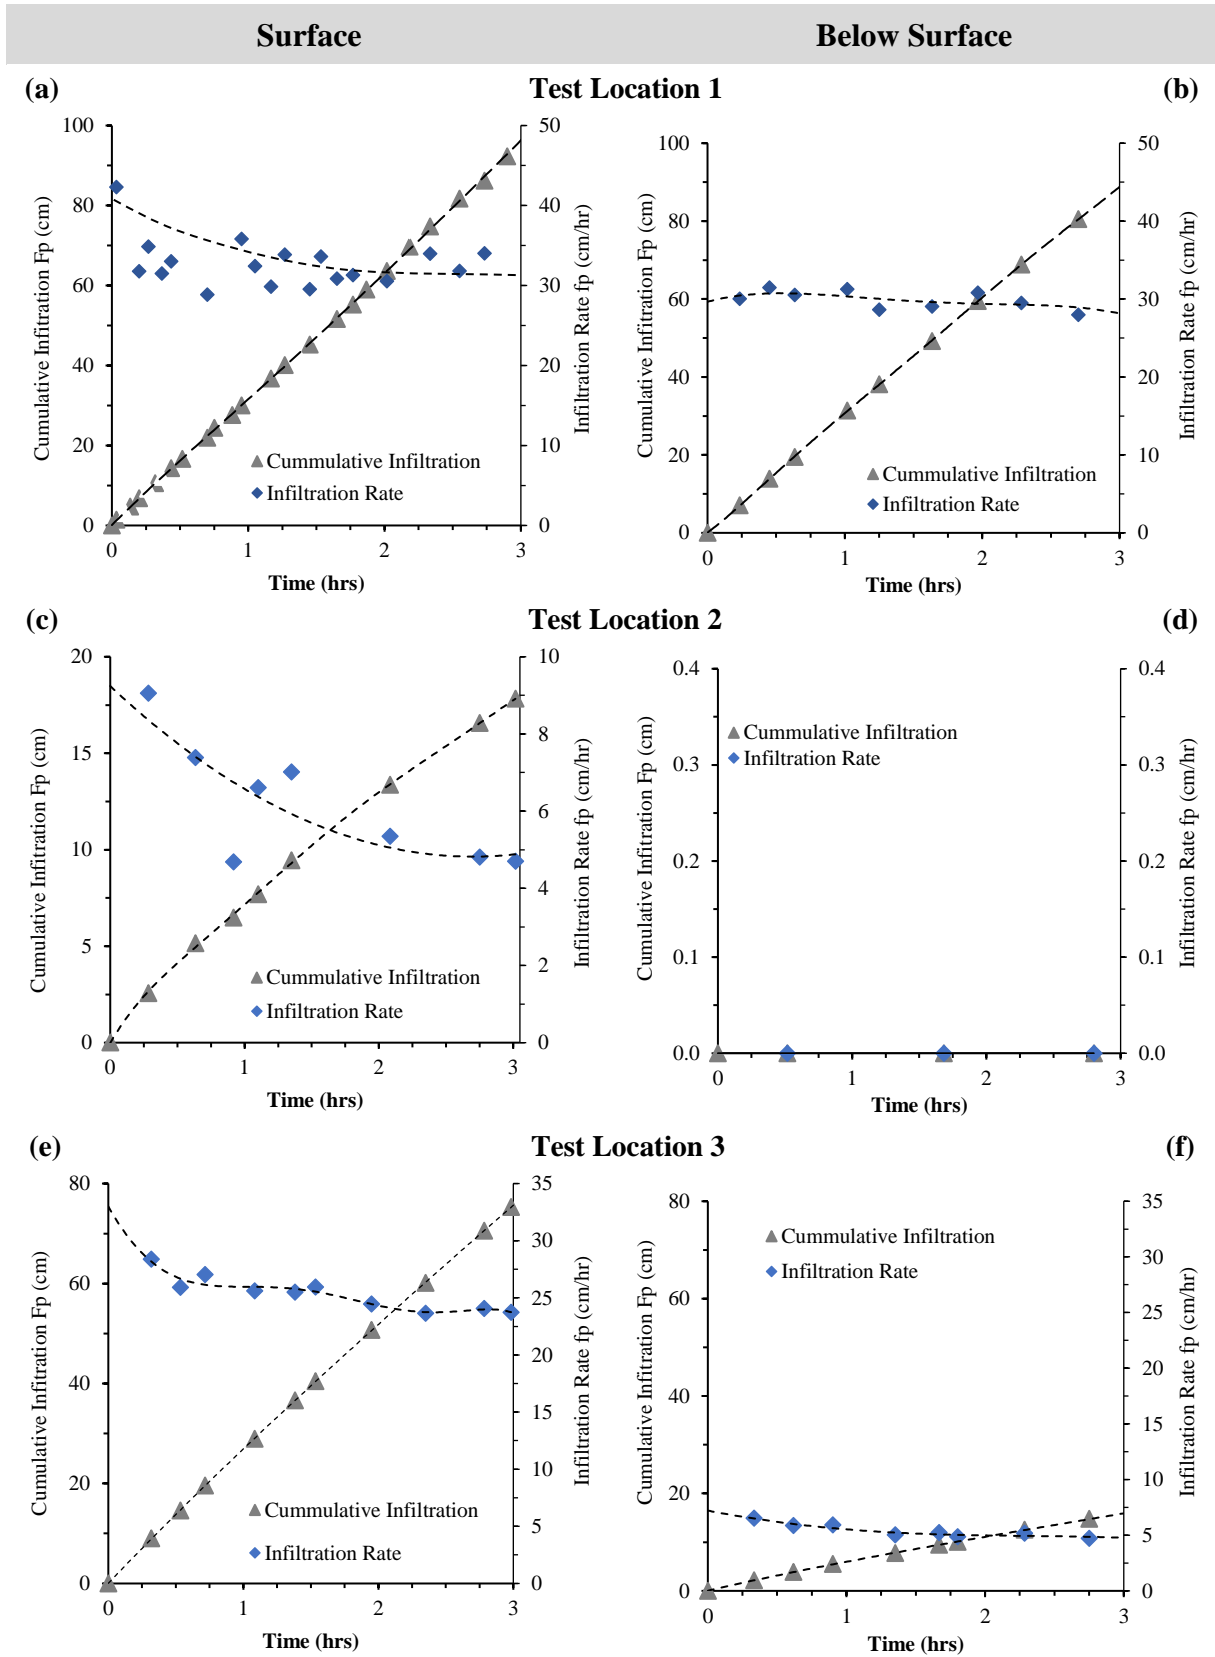 Surface
Below Surface
(a)
Test Location 1
(b)
Cumulative Infitration Fp (cm)
100
80
60
40
20
0
50
40
30
20
10
0
Infiltration Rate fp (cm/hr)
Cummulative Infiltration
Infiltration Rate
0 1 2 3
Time (hrs)
Cumulative Infitration Fp (cm)
100
80
60
40
20
0
50
40
30
20
10
0
Infiltration Rate fp (cm/hr)
Cummulative Infiltration
Infiltration Rate
0 1 2 3
Time (hrs)
(c)
Test Location 2
(d)
Cumulative Infitration Fp (cm)
20
15
10
5
0
10
8
6
4
2
0
Infiltration Rate fp (cm/hr)
Cummulative Infiltration
Infiltration Rate
0 1 2 3
Time (hrs)
Cumulative Infitration Fp (cm)
0.4
0.3
0.2
0.1
0.0
0.4
0.3
0.2
0.1
0.0
Infiltration Rate fp (cm/hr)
Cummulative Infiltration
Infiltration Rate
0 1 2 3
Time (hrs)
(e)
Test Location 3
(f)
Cumulative Infitration Fp (cm)
80
60
40
20
0
35
30
25
20
15
10
5
0
Infiltration Rate fp (cm/hr)
Cummulative Infiltration
Infiltration Rate
0 1 2 3
Time (hrs)
Cumulative Infitration Fp (cm)
80
60
40
20
0
35
30
25
20
15
10
5
0
Infiltration Rate fp (cm/hr)
Cummulative Infiltration
Infiltration Rate
0 1 2 3
Time (hrs)